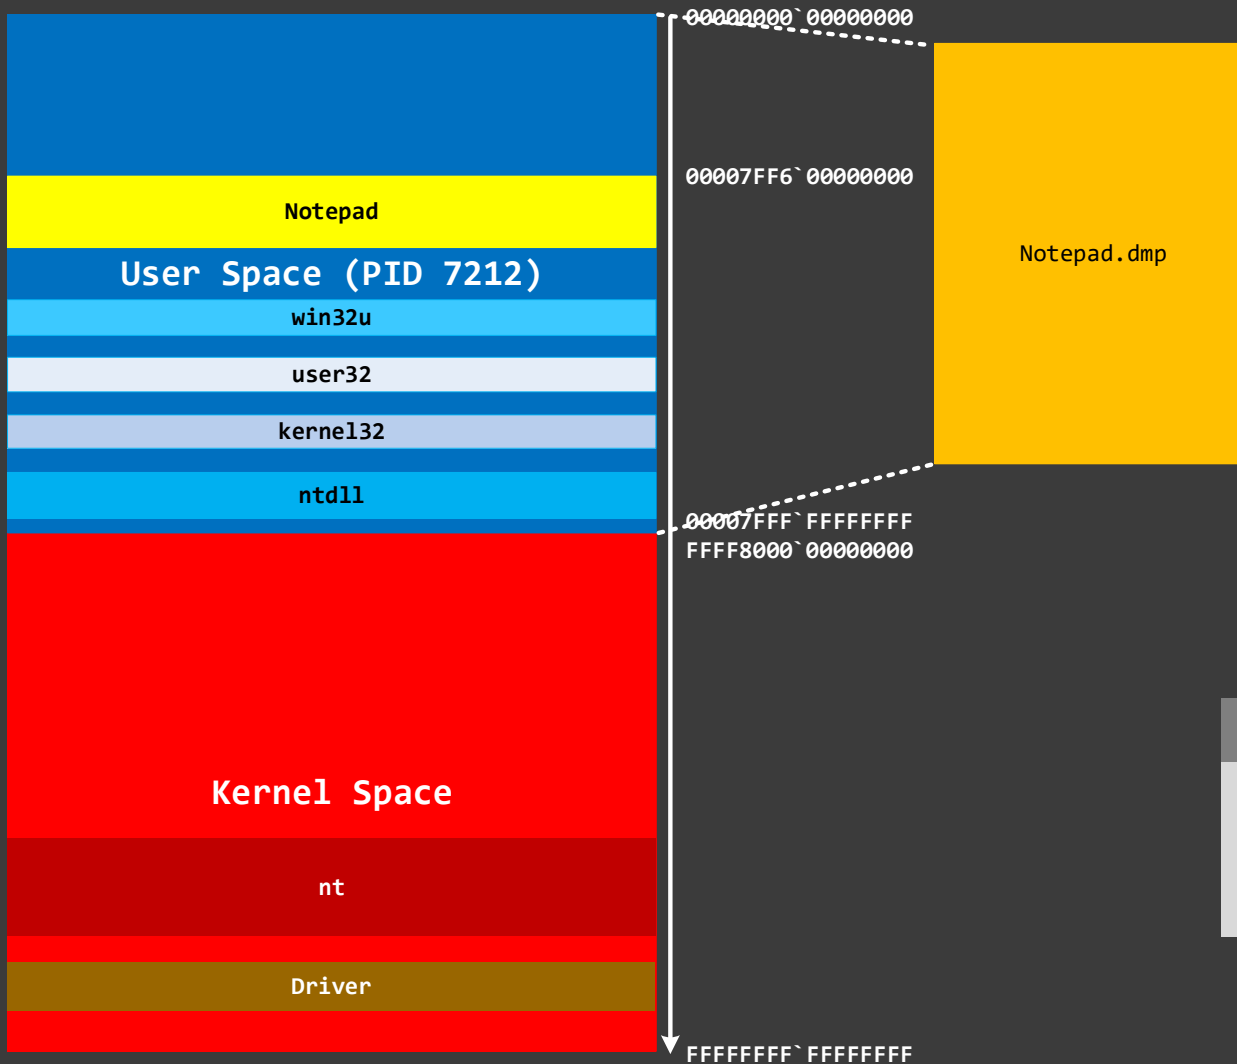 00000000`00000000
00007FF6`00000000
Notepad
Notepad.dmp
User Space (PID 7212)
win32u
user32
kernel32
ntdll
00007FFF`FFFFFFFF
FFFF8000`00000000
Kernel Space
nt
Driver
FFFFFFFF`FFFFFFFF